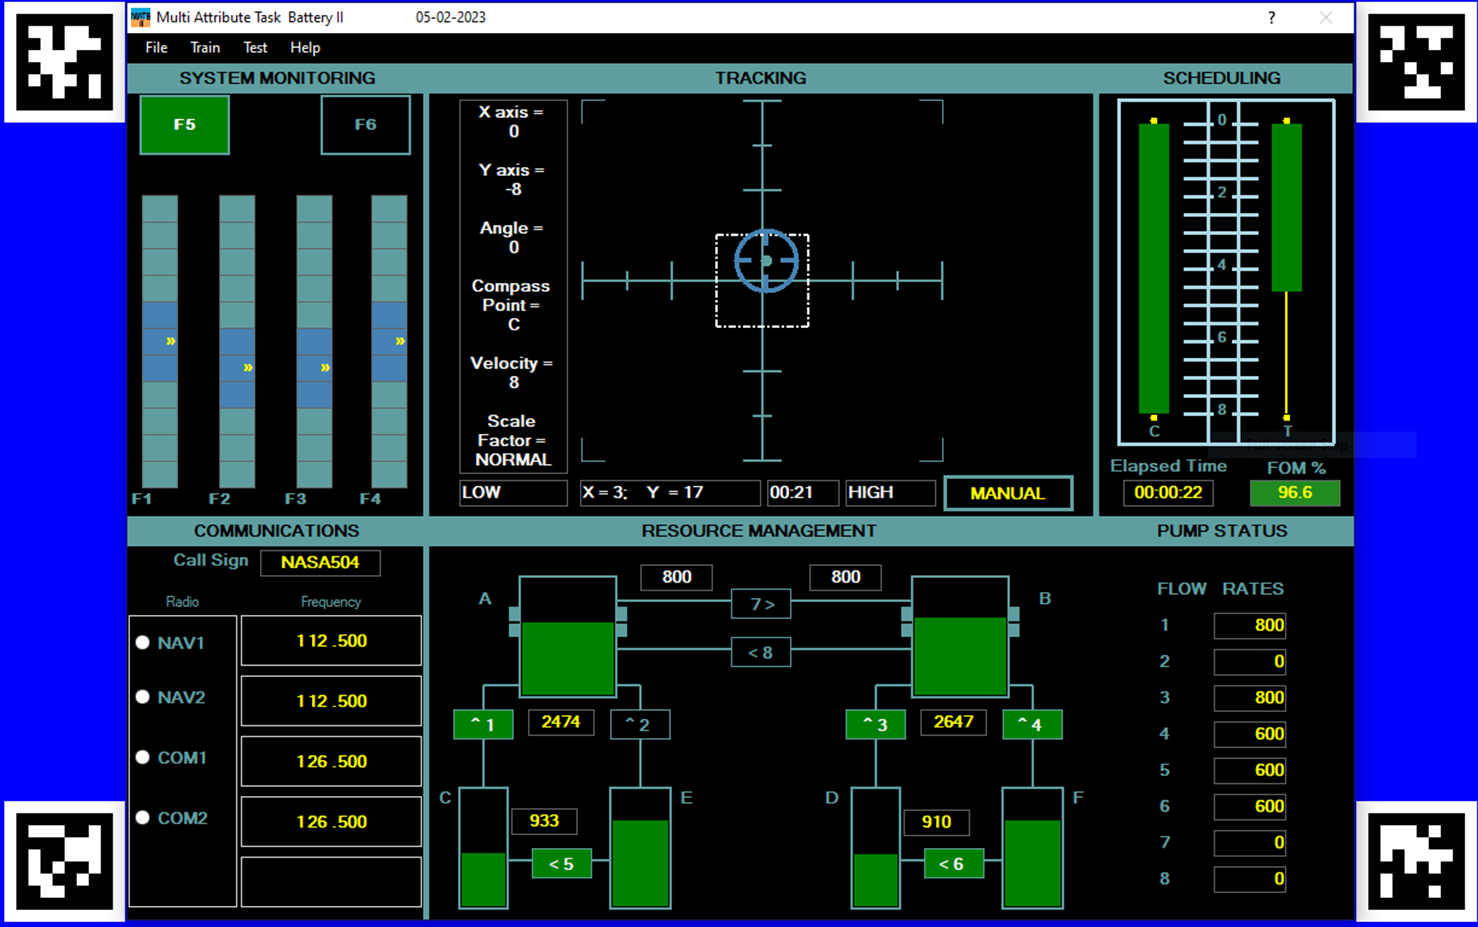 Multi Attribute Task Battery II
05-02-2023
?
File Train Test Help
SYSTEM MONITORING
TRACKING
SCHEDULING
F5
F6
F1 F2 F3 F4
X axis =
0
Y axis =
-8
Angle =
0
Compass
Point =
C
Velocity =
8
Scale
Factor =
NORMAL
LOW
X = 3; Y = 17
00:21
HIGH
MANUAL
0
2
4
6
8
C T
Elapsed Time
FOM %
00:00:22
96.6
COMMUNICATIONS
RESOURCE MANAGEMENT
PUMP STATUS
Call Sign NASA504
Radio Frequency
NAV1 112.500
NAV2 112.500
COM1 126.500
COM2 126.500
800 800
A B
7 >
< 8
^ 1 2474 ^ 2
^ 3 2647 ^ 4
C E D F
933 910
< 5 < 6
FLOW RATES
1 800
2 0
3 800
4 600
5 600
6 600
7 0
8 0